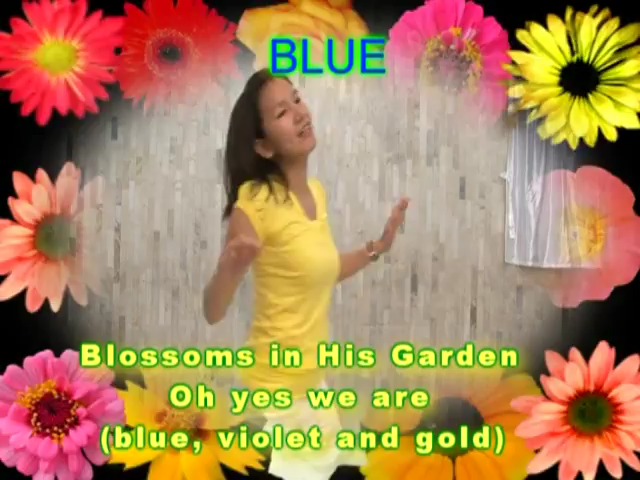 BLUE
Blossoms in His Garden
Oh yes we are
(blue, violet and gold)